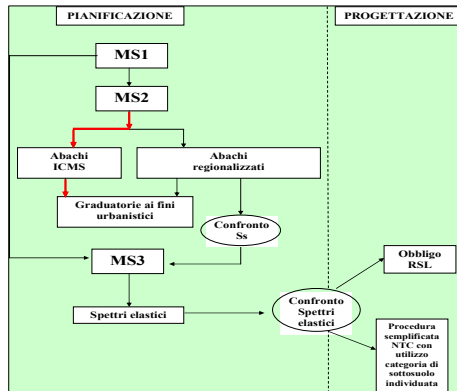 PIANIFICAZIONE
PROGETTAZIONE
MS1
MS2
Abachi
ICMS
Abachi
regionalizzati
Graduatorie ai fini
urbanistici
Confronto
Ss
MS3
Obbligo
RSL
Spettri elastici
Confronto
Spettri
elastici
Procedura
semplificata
NTC con
utilizzo
categoria di
sottosuolo
individuata